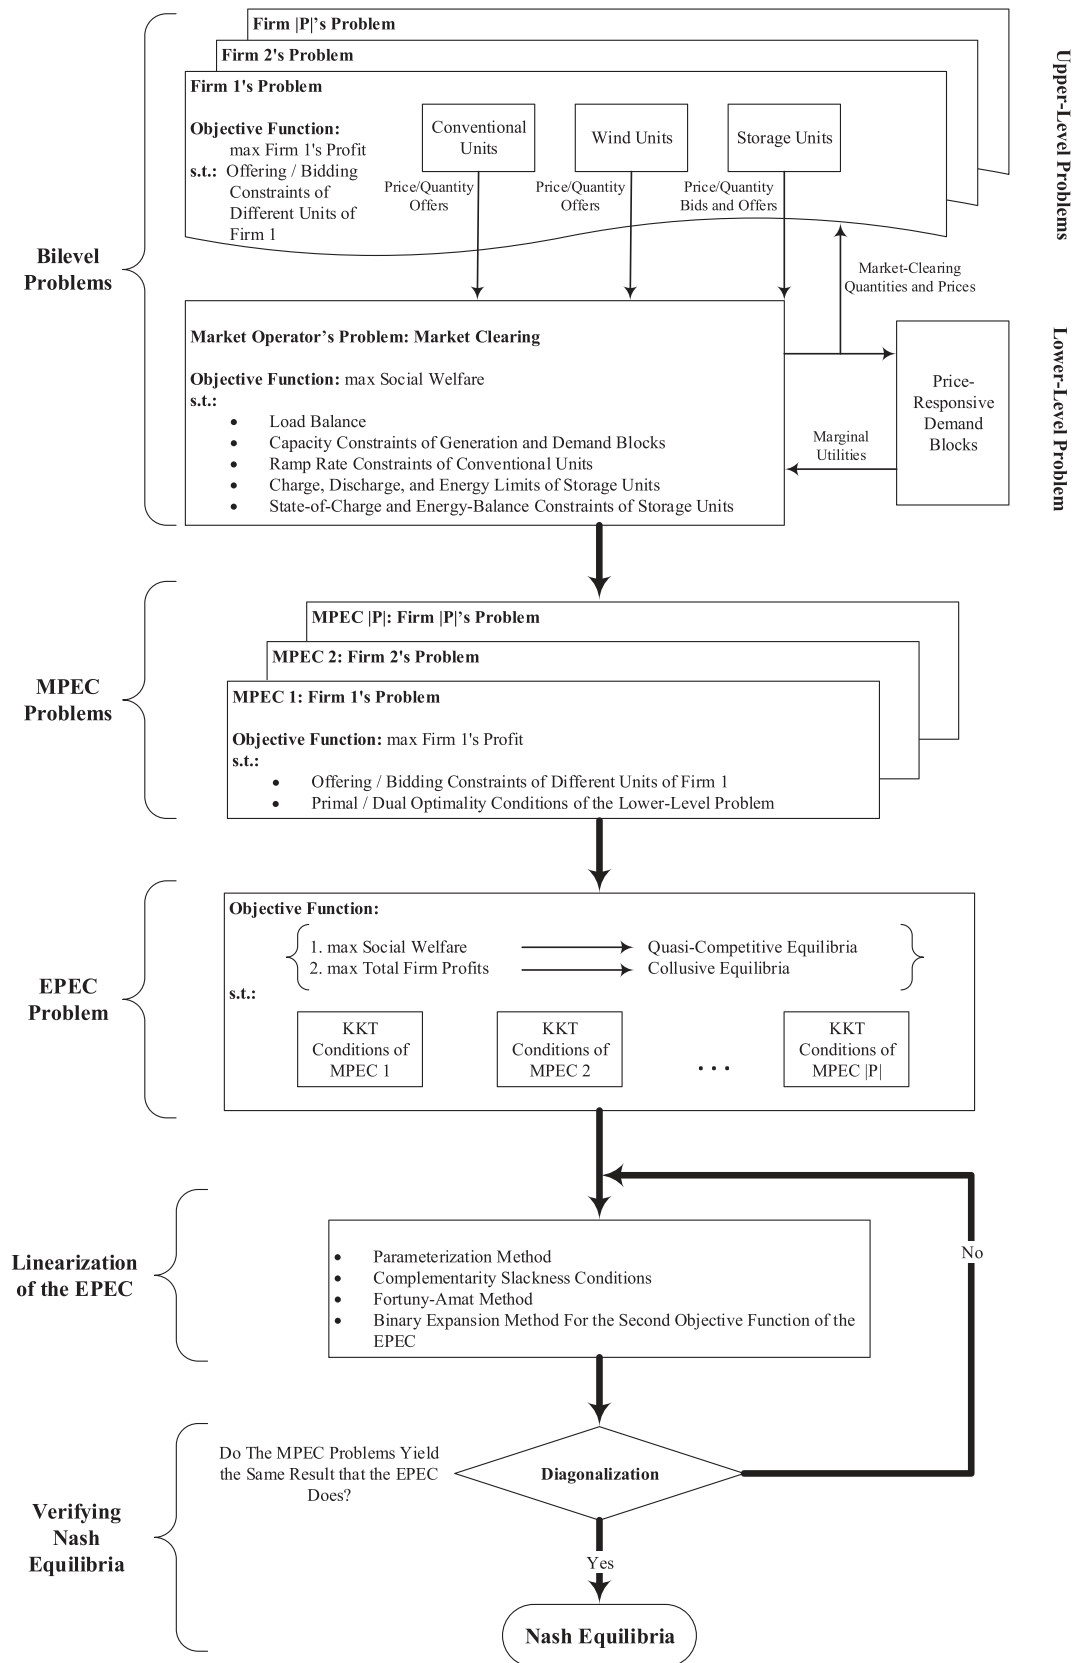 Firm |P|'s Problem
Firm 2's Problem
Firm 1's Problem
Objective Function:
max Firm 1's Profit
s.t.: Offering / Bidding
Constraints of
Different Units of
Firm 1
Conventional
Units
Wind Units
Storage Units
Price/Quantity
Offers
Price/Quantity
Offers
Price/Quantity
Bids and Offers
Upper-Level Problems
Bilevel
Problems
Market-Clearing
Quantities and Prices
Market Operator's Problem: Market Clearing
Objective Function: max Social Welfare
s.t.:
• Load Balance
• Capacity Constraints of Generation and Demand Blocks
• Ramp Rate Constraints of Conventional Units
• Charge, Discharge, and Energy Limits of Storage Units
• State-of-Charge and Energy-Balance Constraints of Storage Units
Price-
Responsive
Demand
Blocks
Marginal
Utilities
Lower-Level Problem
MPEC
Problems
MPEC |P|: Firm |P|'s Problem
MPEC 2: Firm 2's Problem
MPEC 1: Firm 1's Problem
Objective Function: max Firm 1's Profit
s.t.:
• Offering / Bidding Constraints of Different Units of Firm 1
• Primal / Dual Optimality Conditions of the Lower-Level Problem
EPEC
Problem
Objective Function:
1. max Social Welfare Quasi-Competitive Equilibria
2. max Total Firm Profits Collusive Equilibria
s.t.:
KKT
Conditions of
MPEC 1
KKT
Conditions of
MPEC 2
...
KKT
Conditions of
MPEC |P|
Linearization
of the EPEC
• Parameterization Method
• Complementarity Slackness Conditions
• Fortuny-Amat Method
• Binary Expansion Method For the Second Objective Function of the
EPEC
No
Verifying
Nash
Equilibria
Do The MPEC Problems Yield
the Same Result that the EPEC
Does?
Diagonalization
Yes
Nash Equilibria